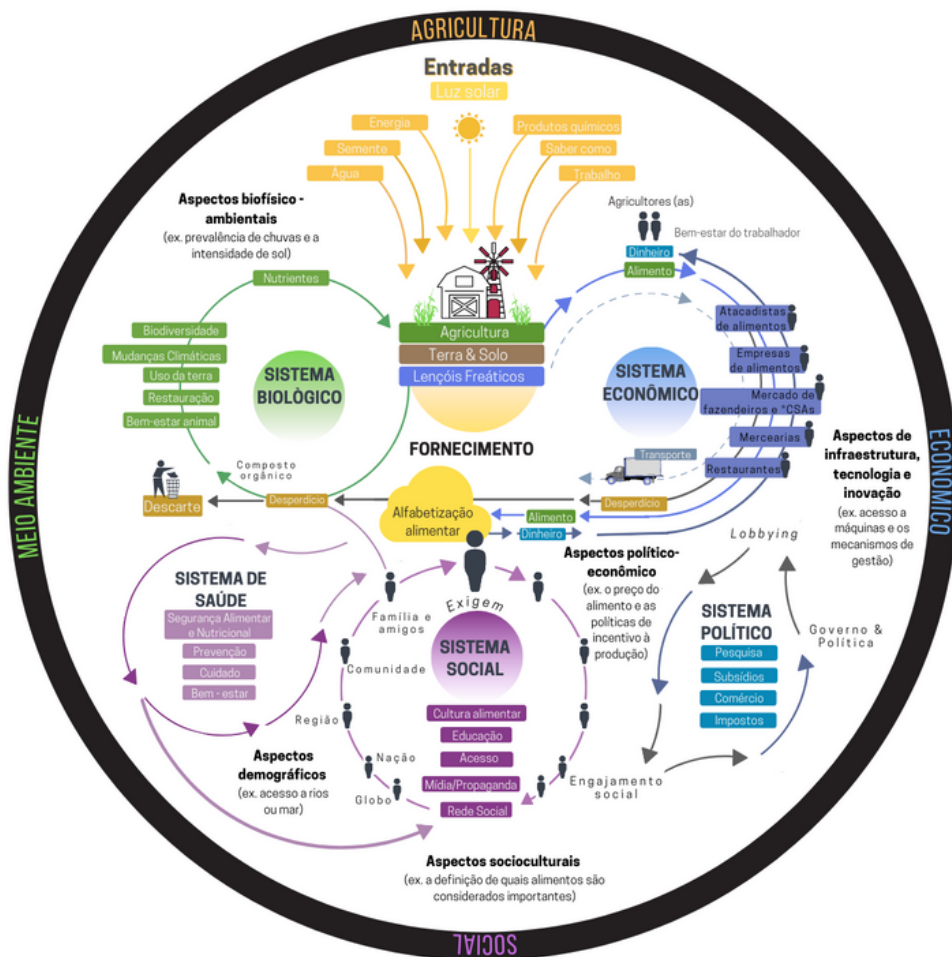 AGRICULTURA
Entradas
Luz solar
Energia
Produtos químicos
Semente
Saber como
Água
Trabalho
Aspectos biofísico -
ambientais
(ex. prevalência de chuvas e a
intensidade de sol)
Agricultores (as)
Bem-estar do trabalhador
Dinheiro
Alimento
Nutrientes
Biodiversidade
Mudanças Climáticas
Uso da terra
Restauração
Bem-estar animal
SISTEMA
BIOLÒGICO
Agricultura
Terra & Solo
Lençóis Freáticos
FORNECIMENTO
SISTEMA
ECONÔMICO
Atacadistas
de alimentos
Empresas
de alimentos
Mercado de
fazendeiros e *CSAs
Mercearias
Restaurantes
Transporte
Aspectos de
infraestrutura,
tecnologia e
inovação
(ex. acesso a
máquinas e os
mecanismos de
gestão)
MEIO AMBIENTE
ECONÔMICO
Composto
orgânico
Descarte
Desperdício
Desperdício
Alfabetização
alimentar
Alimento
Dinheiro
Lobbying
Aspectos político-
econômico
(ex. o preço do
alimento e as
políticas de
incentivo à
produção)
SISTEMA
POLÍTICO
Pesquisa
Subsídios
Comércio
Impostos
Governo &
Política
Engajamento
social
SISTEMA DE
SAÚDE
Segurança Alimentar
e Nutricional
Prevenção
Cuidado
Bem - estar
Exigem
Família e
amigos
Comunidade
Região
Nação
Globo
SISTEMA
SOCIAL
Cultura alimentar
Educação
Acesso
Mídia/Propaganda
Rede Social
Aspectos
demográficos
(ex. acesso a rios
ou mar)
Aspectos socioculturais
(ex. a definição de quais alimentos são
considerados importantes)
SOCIAL